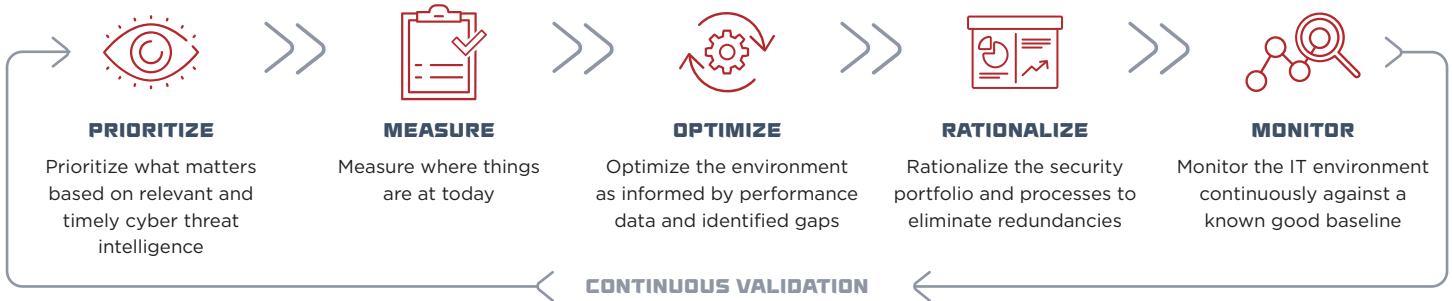 PRIORITIZE
Prioritize what matters
based on relevant and
timely cyber threat
intelligence
MEASURE
Measure where things
are at today
OPTIMIZE
Optimize the environment
as informed by performance
data and identified gaps
RATIONALIZE
Rationalize the security
portfolio and processes to
eliminate redundancies
MONITOR
Monitor the IT environment
continuously against a
known good baseline
CONTINUOUS VALIDATION